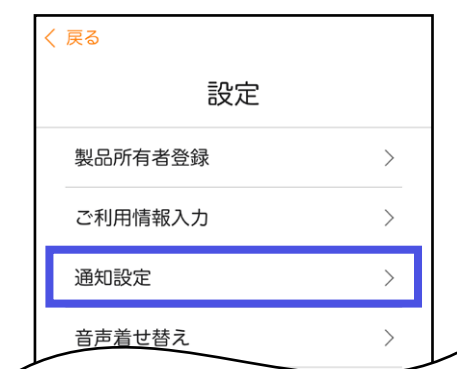 戻る
設定
製品所有者登録
ご利用情報入力
通知設定
音声着せ替え